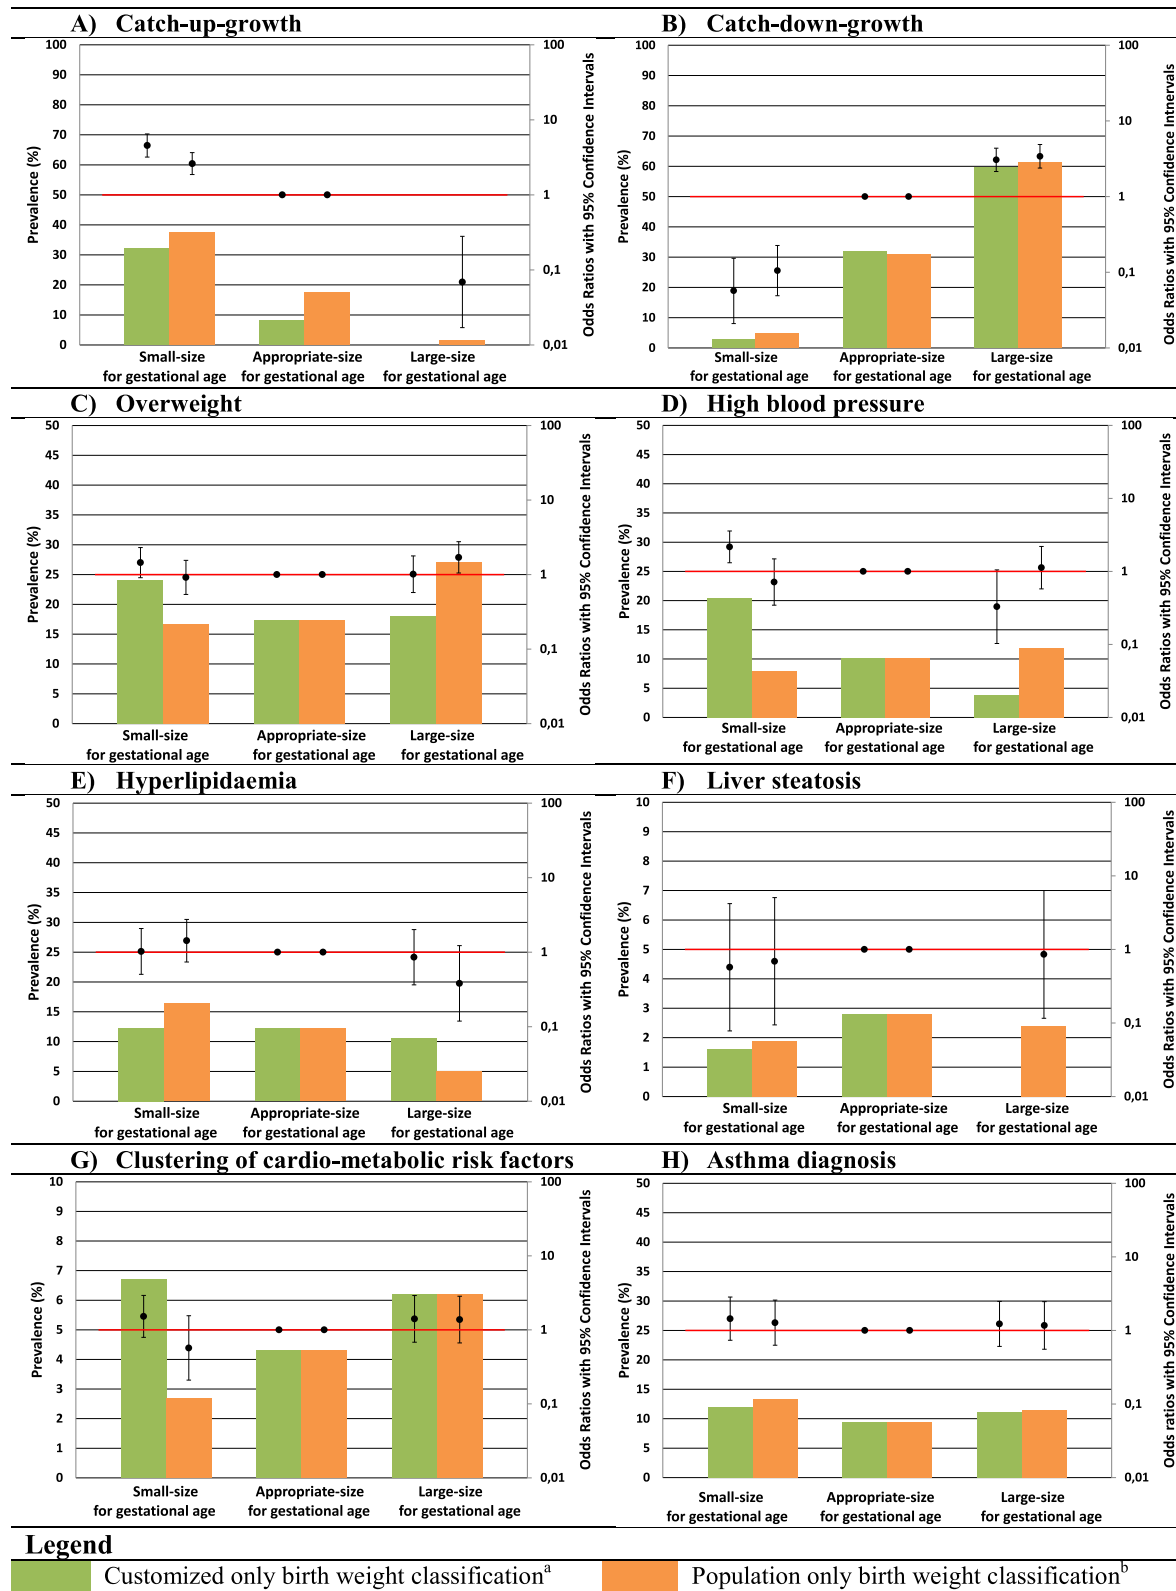 A) Catch-up-growth
B) Catch-down-growth
100
90
80
70
60
50
40
30
20
10
0
Prevalence (%)
100
10
1
0,1
0,01
Odds Ratios with 95% Confidence Intervals
Small-size
for gestational age
Appropriate-size
for gestational age
Large-size
for gestational age
100
90
80
70
60
50
40
30
20
10
0
Prevalence (%)
100
10
1
0,1
0,01
Odds Ratios with 95% Confidence Intnervals
Small-size
for gestational age
Appropriate-size
for gestational age
Large-size
for gestational age
C) Overweight
D) High blood pressure
50
45
40
35
30
25
20
15
10
5
0
Prevalence (%)
100
10
1
0,1
0,01
Odds Ratios with 95% Confidence Intervals
Small-size
for gestational age
Appropriate-size
for gestational age
Large-size
for gestational age
50
45
40
35
30
25
20
15
10
5
0
Prevalence (%)
100
10
1
0,1
0,01
Odds Ratios with 95% Confidence Intervals
Small-size
for gestational age
Appropriate-size
for gestational age
Large-size
for gestational age
E) Hyperlipidaemia
F) Liver steatosis
50
45
40
35
30
25
20
15
10
5
0
Prevalence (%)
100
10
1
0,1
0,01
Odds Ratios with 95% Confidence Intervals
Small-size
for gestational age
Appropriate-size
for gestational age
Large-size
for gestational age
10
9
8
7
6
5
4
3
2
1
0
Prevalence (%)
100
10
1
0,1
0,01
Odds Ratios with 95% Confidence Intervals
Small-size
for gestational age
Appropriate-size
for gestational age
Large-size
for gestational age
G) Clustering of cardio-metabolic risk factors
H) Asthma diagnosis
10
9
8
7
6
5
4
3
2
1
0
Prevalence (%)
100
10
1
0,1
0,01
Odds Ratios with 95% Confidence Intervals
Small-size
for gestational age
Appropriate-size
for gestational age
Large-size
for gestational age
50
45
40
35
30
25
20
15
10
5
0
Prevalence (%)
100
10
1
0,1
0,01
Odds ratios with 95% Confidence Intervals
Small-size
for gestational age
Appropriate-size
for gestational age
Large-size
for gestational age
Legend
Customized only birth weight classificationᵃ
Population only birth weight classificationᵇ